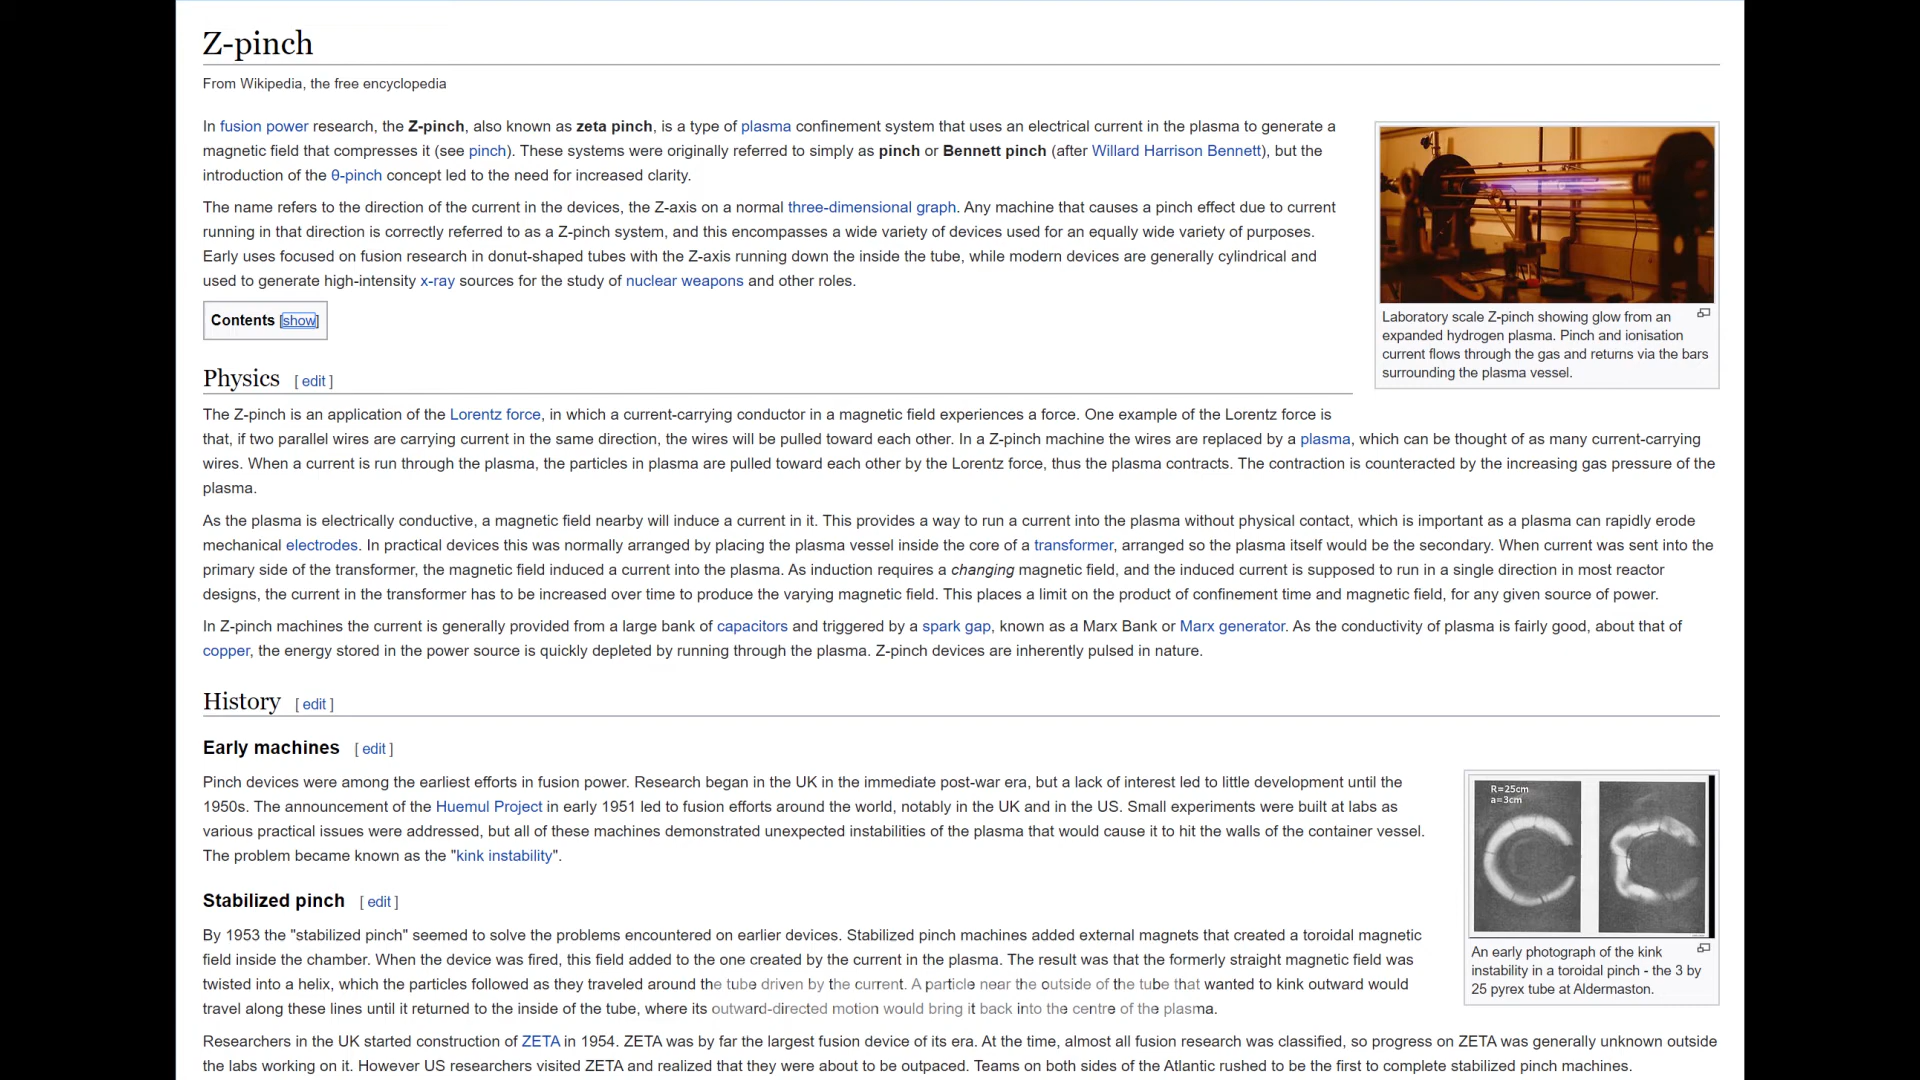 Z-pinch
From Wikipedia, the free encyclopedia
In fusion power research, the Z-pinch, also known as zeta pinch, is a type of plasma confinement system that uses an electrical current in the plasma to generate a
magnetic field that compresses it (see pinch). These systems were originally referred to simply as pinch or Bennett pinch (after Willard Harrison Bennett), but the
introduction of the θ-pinch concept led to the need for increased clarity.
The name refers to the direction of the current in the devices, the Z-axis on a normal three-dimensional graph. Any machine that causes a pinch effect due to current
running in that direction is correctly referred to as a Z-pinch system, and this encompasses a wide variety of devices used for an equally wide variety of purposes.
Early uses focused on fusion research in donut-shaped tubes with the Z-axis running down the inside the tube, while modern devices are generally cylindrical and
used to generate high-intensity x-ray sources for the study of nuclear weapons and other roles.
Laboratory scale Z-pinch showing glow from an
expanded hydrogen plasma. Pinch and ionisation
current flows through the gas and returns via the bars
surrounding the plasma vessel.
Contents [show]
Physics [ edit ]
The Z-pinch is an application of the Lorentz force, in which a current-carrying conductor in a magnetic field experiences a force. One example of the Lorentz force is
that, if two parallel wires are carrying current in the same direction, the wires will be pulled toward each other. In a Z-pinch machine the wires are replaced by a plasma, which can be thought of as many current-carrying
wires. When a current is run through the plasma, the particles in plasma are pulled toward each other by the Lorentz force, thus the plasma contracts. The contraction is counteracted by the increasing gas pressure of the
plasma.
As the plasma is electrically conductive, a magnetic field nearby will induce a current in it. This provides a way to run a current into the plasma without physical contact, which is important as a plasma can rapidly erode
mechanical electrodes. In practical devices this was normally arranged by placing the plasma vessel inside the core of a transformer, arranged so the plasma itself would be the secondary. When current was sent into the
primary side of the transformer, the magnetic field induced a current into the plasma. As induction requires a changing magnetic field, and the induced current is supposed to run in a single direction in most reactor
designs, the current in the transformer has to be increased over time to produce the varying magnetic field. This places a limit on the product of confinement time and magnetic field, for any given source of power.
In Z-pinch machines the current is generally provided from a large bank of capacitors and triggered by a spark gap, known as a Marx Bank or Marx generator. As the conductivity of plasma is fairly good, about that of
copper, the energy stored in the power source is quickly depleted by running through the plasma. Z-pinch devices are inherently pulsed in nature.
History [ edit ]
Early machines [ edit ]
Pinch devices were among the earliest efforts in fusion power. Research began in the UK in the immediate post-war era, but a lack of interest led to little development until the
1950s. The announcement of the Huemul Project in early 1951 led to fusion efforts around the world, notably in the UK and in the US. Small experiments were built at labs as
various practical issues were addressed, but all of these machines demonstrated unexpected instabilities of the plasma that would cause it to hit the walls of the container vessel.
The problem became known as the "kink instability".
R=25cm
a=3cm
An early photograph of the kink
instability in a toroidal pinch - the 3 by
25 pyrex tube at Aldermaston.
Stabilized pinch [ edit ]
By 1953 the "stabilized pinch" seemed to solve the problems encountered on earlier devices. Stabilized pinch machines added external magnets that created a toroidal magnetic
field inside the chamber. When the device was fired, this field added to the one created by the current in the plasma. The result was that the formerly straight magnetic field was
twisted into a helix, which the particles followed as they traveled around the tube driven by the current. A particle near the outside of the tube that wanted to kink outward would
travel along these lines until it returned to the inside of the tube, where its outward-directed motion would bring it back into the centre of the plasma.
Researchers in the UK started construction of ZETA in 1954. ZETA was by far the largest fusion device of its era. At the time, almost all fusion research was classified, so progress on ZETA was generally unknown outside
the labs working on it. However US researchers visited ZETA and realized that they were about to be outpaced. Teams on both sides of the Atlantic rushed to be the first to complete stabilized pinch machines.